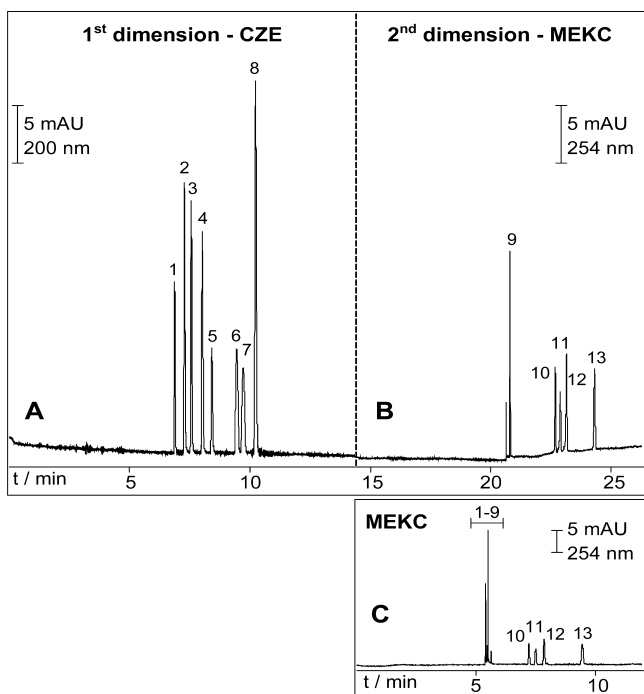 1st dimension - CZE
2nd dimension - MEKC
5 mAU
200 nm
5 mAU
254 nm
1
2
3
4
5
6
7
8
9
10
11
12
13
A
B
t / min
5
10
15
20
25
MEKC
1-9
5 mAU
254 nm
C
10
11
12
13
t / min
5
10